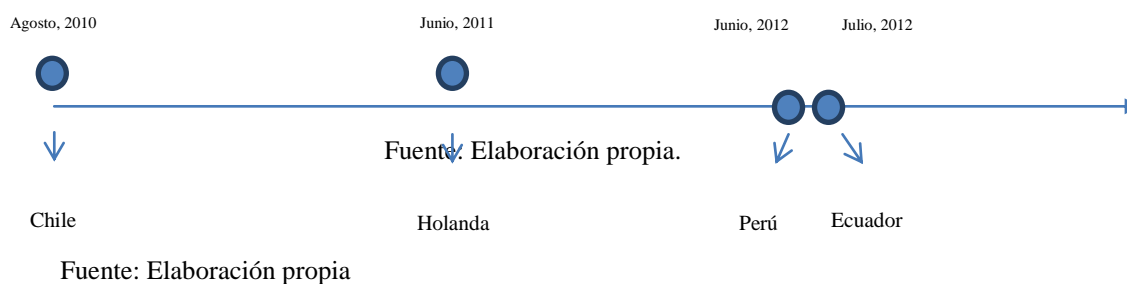 Agosto, 2010 Junio, 2011 Junio, 2012 Julio, 2012
Fuente: Elaboración propia.
Chile Holanda Perú Ecuador
Fuente: Elaboración propia